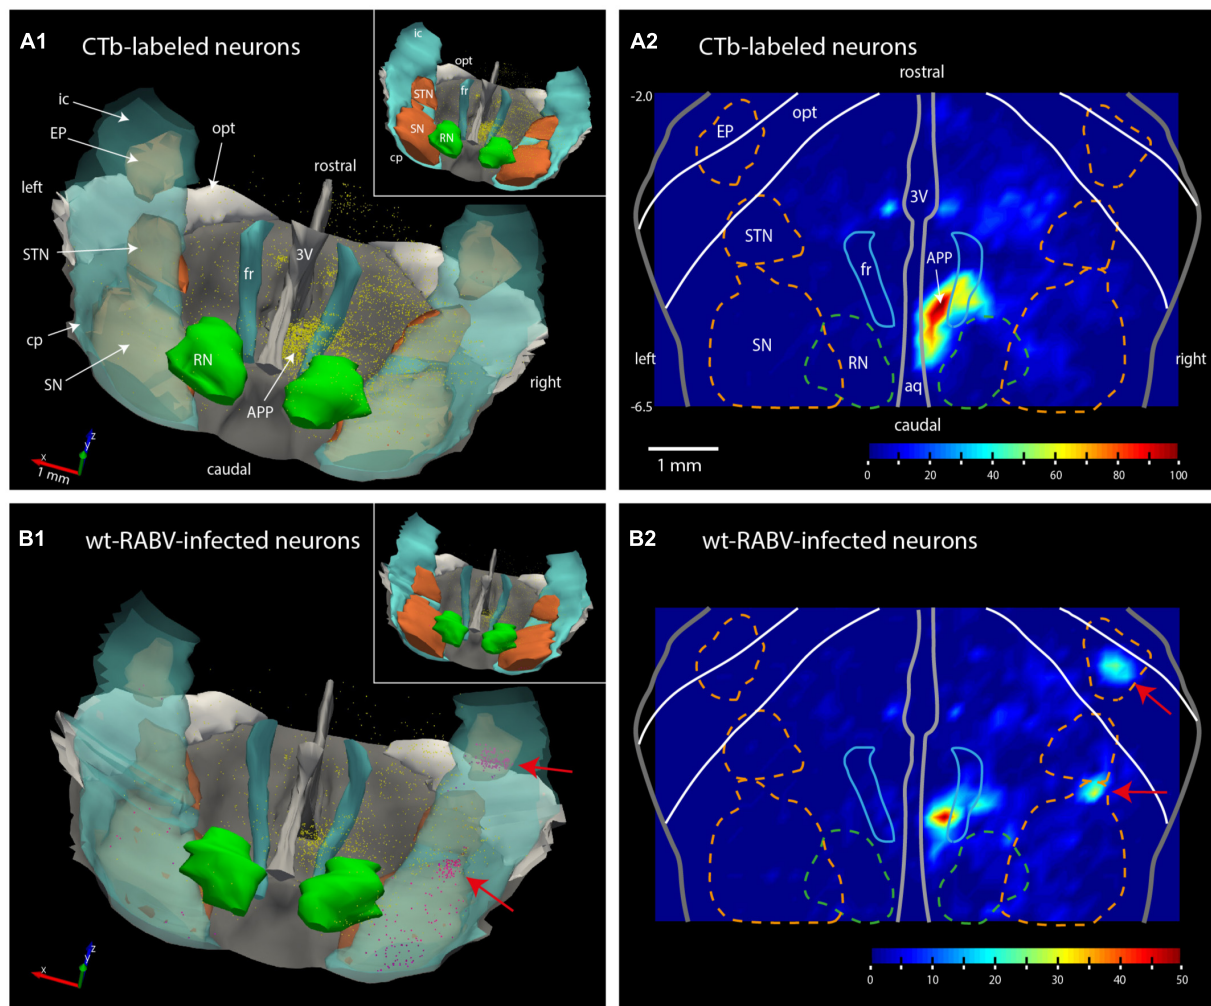 A1 CTb-labeled neurons
ic
EP
opt
left
rostral
STN
fr
3V
cp
SN
RN
APP
right
caudal
x
y
z
1 mm
ic
opt
STN
fr
SN
RN
cp
A2 CTb-labeled neurons
rostral
-2.0
EP
opt
3V
STN
fr
APP
SN
RN
left
right
aq
-6.5
caudal
1 mm
0 20 40 60 80 100
B1 wt-RABV-infected neurons
x
y
z
B2 wt-RABV-infected neurons
0 10 20 30 40 50